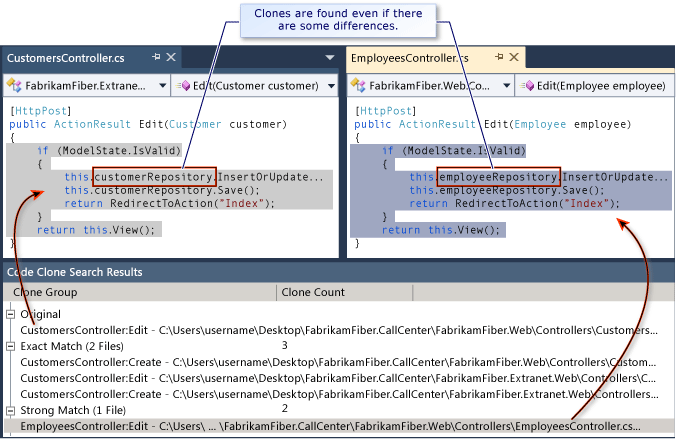 Clones are found even if there
are some differences.
CustomersController.cs
FabrikamFiber.Extrane...
Edit(Customer customer)
[HttpPost]
public ActionResult Edit(Customer customer)
{
if (ModelState.IsValid)
{
this.customerRepository.InsertOrUpdate...
this.customerRepository.Save();
return RedirectToAction("Index");
}
return this.View();
}
EmployeesController.cs
FabrikamFiber.Web.Co...
Edit(Employee employee)
[HttpPost]
public ActionResult Edit(Employee employee)
{
if (ModelState.IsValid)
{
this.employeeRepository.InsertOrUpdate...
this.employeeRepository.Save();
return RedirectToAction("Index");
}
return this.View();
}
Code Clone Search Results
Clone Group Clone Count
Original
CustomersController:Edit - C:\Users\username\Desktop\FabrikamFiber.CallCenter\FabrikamFiber.Web\Controllers\Customers...
Exact Match (2 Files) 3
CustomersController:Create - C:\Users\username\Desktop\FabrikamFiber.CallCenter\FabrikamFiber.Web\Controllers\Custom...
CustomersController:Edit - C:\Users\username\Desktop\FabrikamFiber.CallCenter\FabrikamFiber.Extranet.Web\Controllers\C...
CustomersController:Create - C:\Users\username\Desktop\FabrikamFiber.CallCenter\FabrikamFiber.Extranet.Web\Controllers...
Strong Match (1 File) 2
EmployeesController:Edit - C:\Users\ ... \FabrikamFiber.CallCenter\FabrikamFiber.Web\Controllers\EmployeesController.cs...